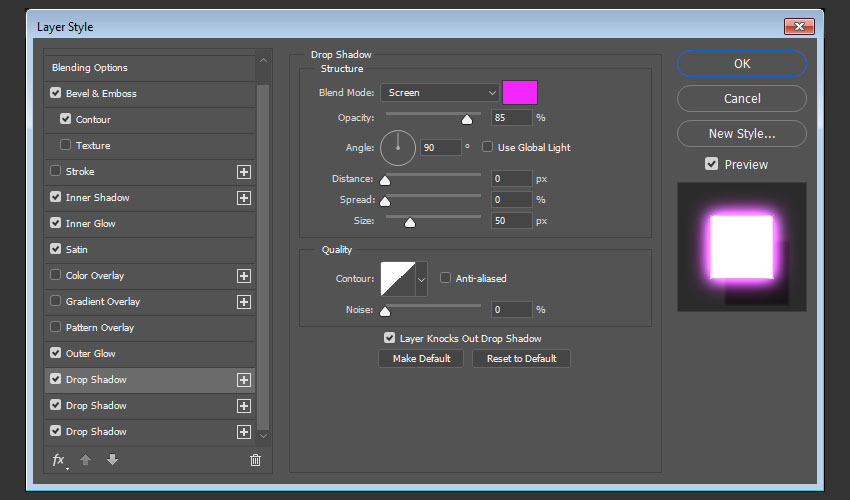 Layer Style
Blending Options
Bevel & Emboss
Contour
Texture
Stroke
Inner Shadow
Inner Glow
Satin
Color Overlay
Gradient Overlay
Pattern Overlay
Outer Glow
Drop Shadow
Drop Shadow
Drop Shadow
fx
Drop Shadow
Structure
Blend Mode: Screen
Opacity: 85 %
Angle: 90 ° Use Global Light
Distance: 0 px
Spread: 0 %
Size: 50 px
Quality
Contour: Anti-aliased
Noise: 0 %
Layer Knocks Out Drop Shadow
Make Default Reset to Default
OK
Cancel
New Style...
Preview